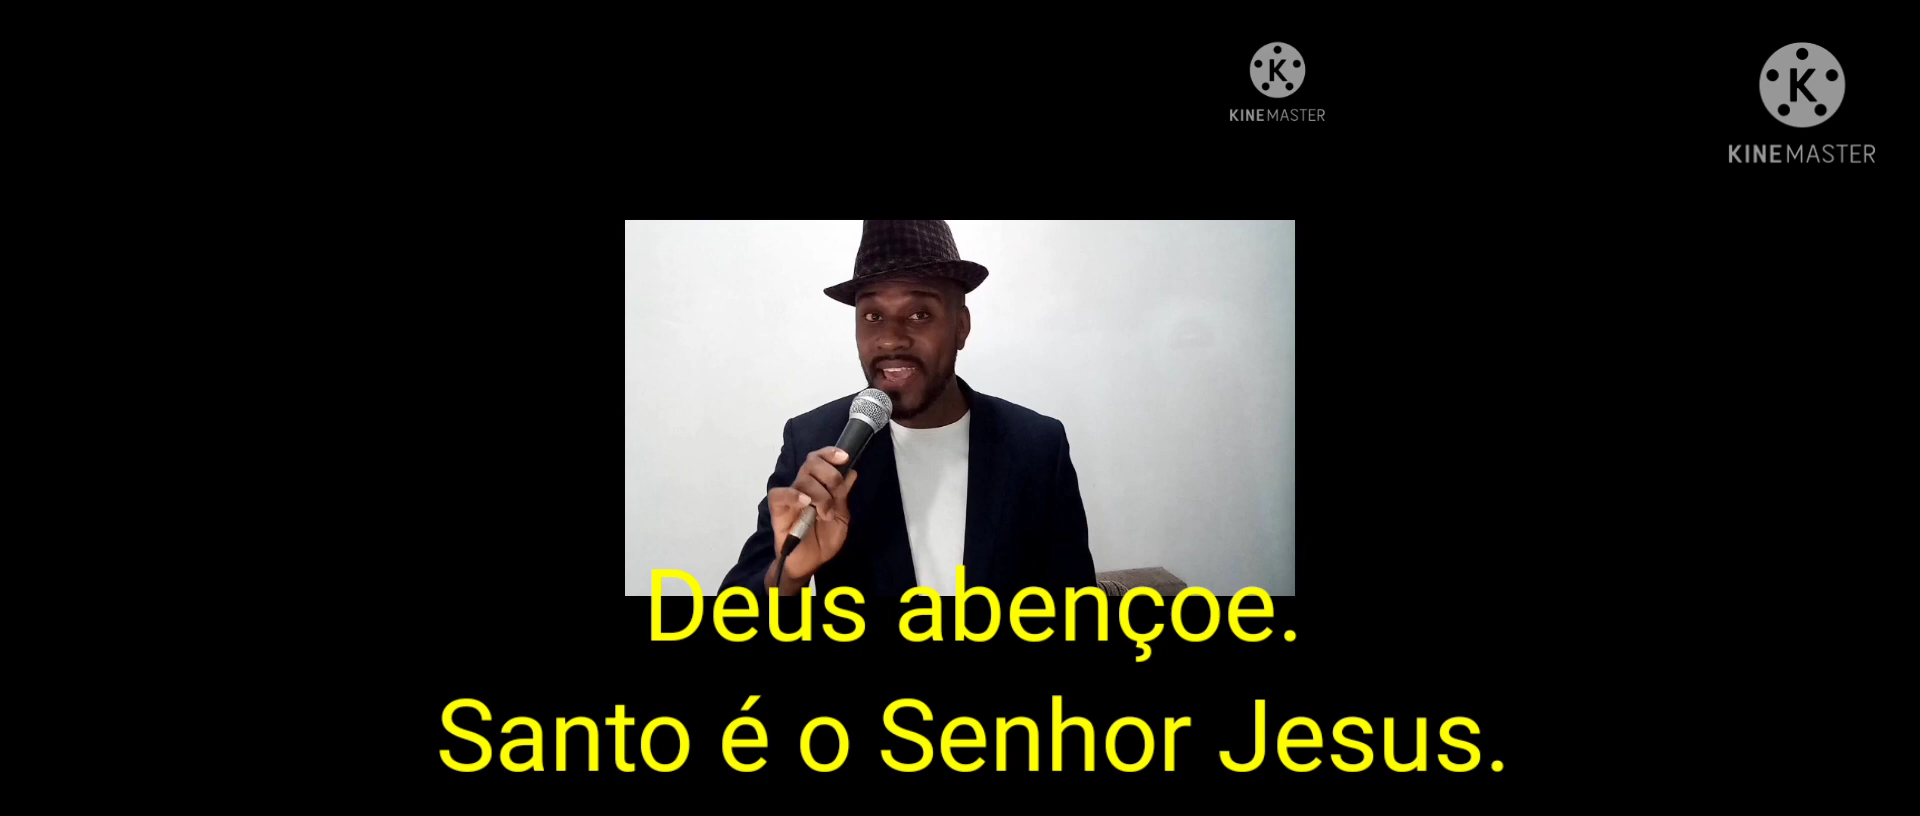 K
KINEMASTER
K
KINEMASTER
Deus abençoe.
Santo é o Senhor Jesus.